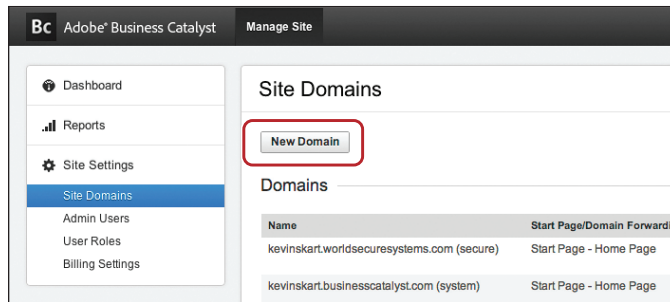 Bc Adobe® Business Catalyst Manage Site
Dashboard
Reports
Site Settings
Site Domains
Admin Users
User Roles
Billing Settings
Site Domains
New Domain
Domains
Name Start Page/Domain Forwardi
kevinskart.worldsecuresystems.com (secure) Start Page - Home Page
kevinskart.businesscatalyst.com (system) Start Page - Home Page